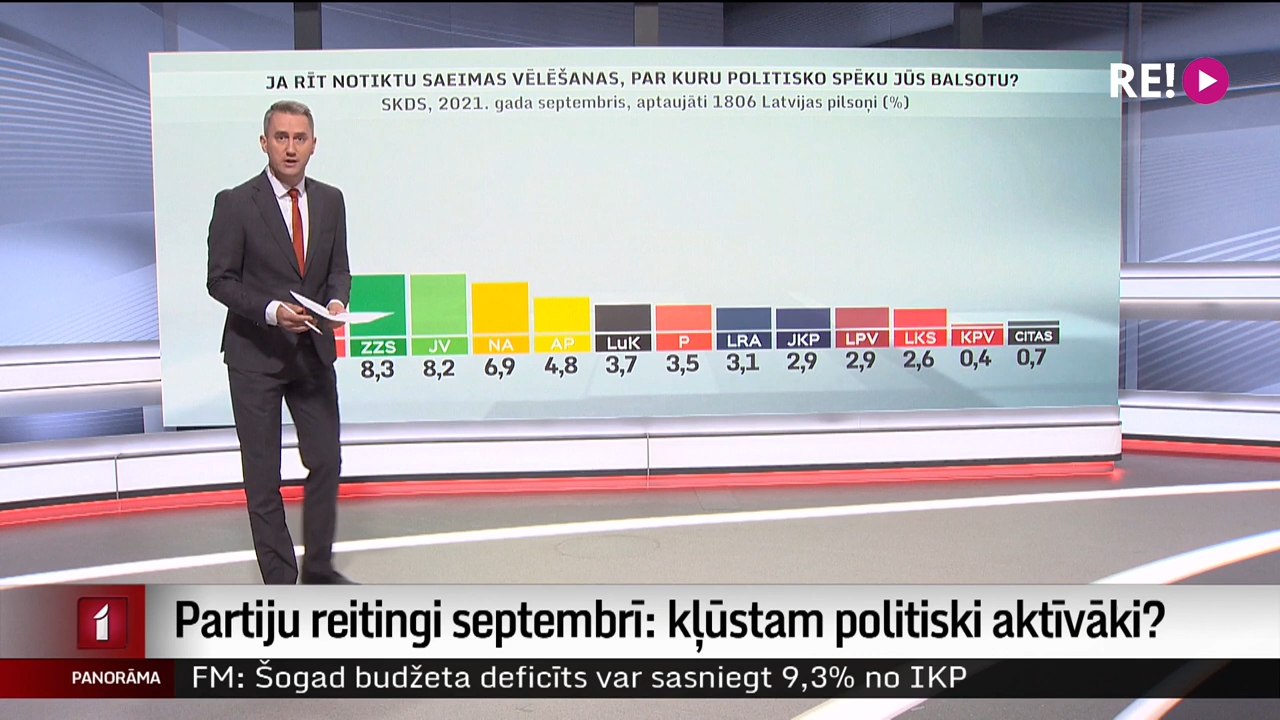 JA RĪT NOTIKTU SAEIMAS VĒLĒŠANAS, PAR KURU POLITISKO SPĒKU JŪS BALSOTU?
SKDS, 2021. gada septembris, aptaujāti 1806 Latvijas pilsoņi (%)
RE!
ZZS JV NA AP LuK P LRA JKP LPV LKS KPV CITAS
8,3 8,2 6,9 4,8 3,7 3,5 3,1 2,9 2,9 2,6 0,4 0,7
1 Partiju reitingi septembrī: kļūstam politiski aktīvāki?
PANORĀMA FM: Šogad budžeta deficīts var sasniegt 9,3% no IKP